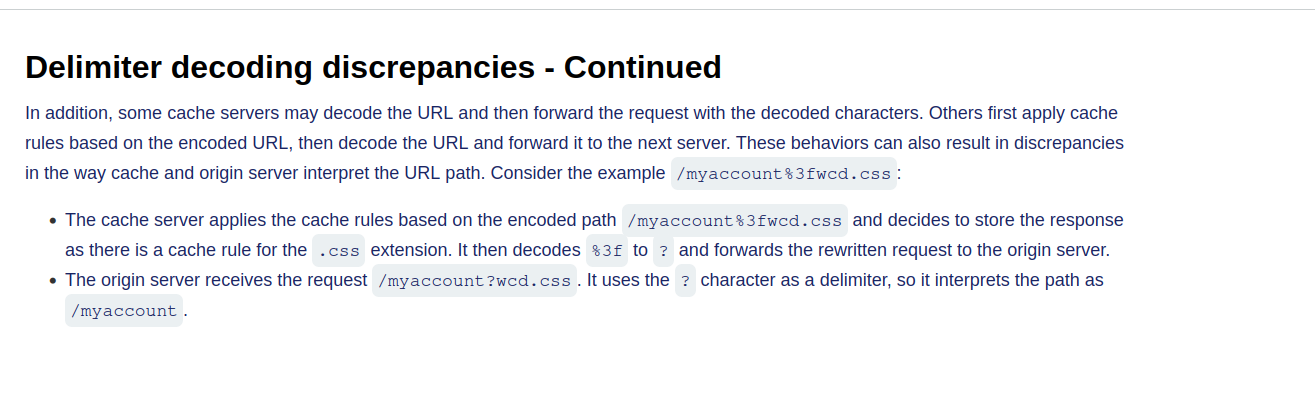 Delimiter decoding discrepancies - Continued
In addition, some cache servers may decode the URL and then forward the request with the decoded characters. Others first apply cache
rules based on the encoded URL, then decode the URL and forward it to the next server. These behaviors can also result in discrepancies
in the way cache and origin server interpret the URL path. Consider the example /myaccount%3fwcd.css :
• The cache server applies the cache rules based on the encoded path /myaccount%3fwcd.css and decides to store the response
as there is a cache rule for the .css extension. It then decodes %3f to ? and forwards the rewritten request to the origin server.
• The origin server receives the request /myaccount?wcd.css . It uses the ? character as a delimiter, so it interprets the path as
/myaccount .